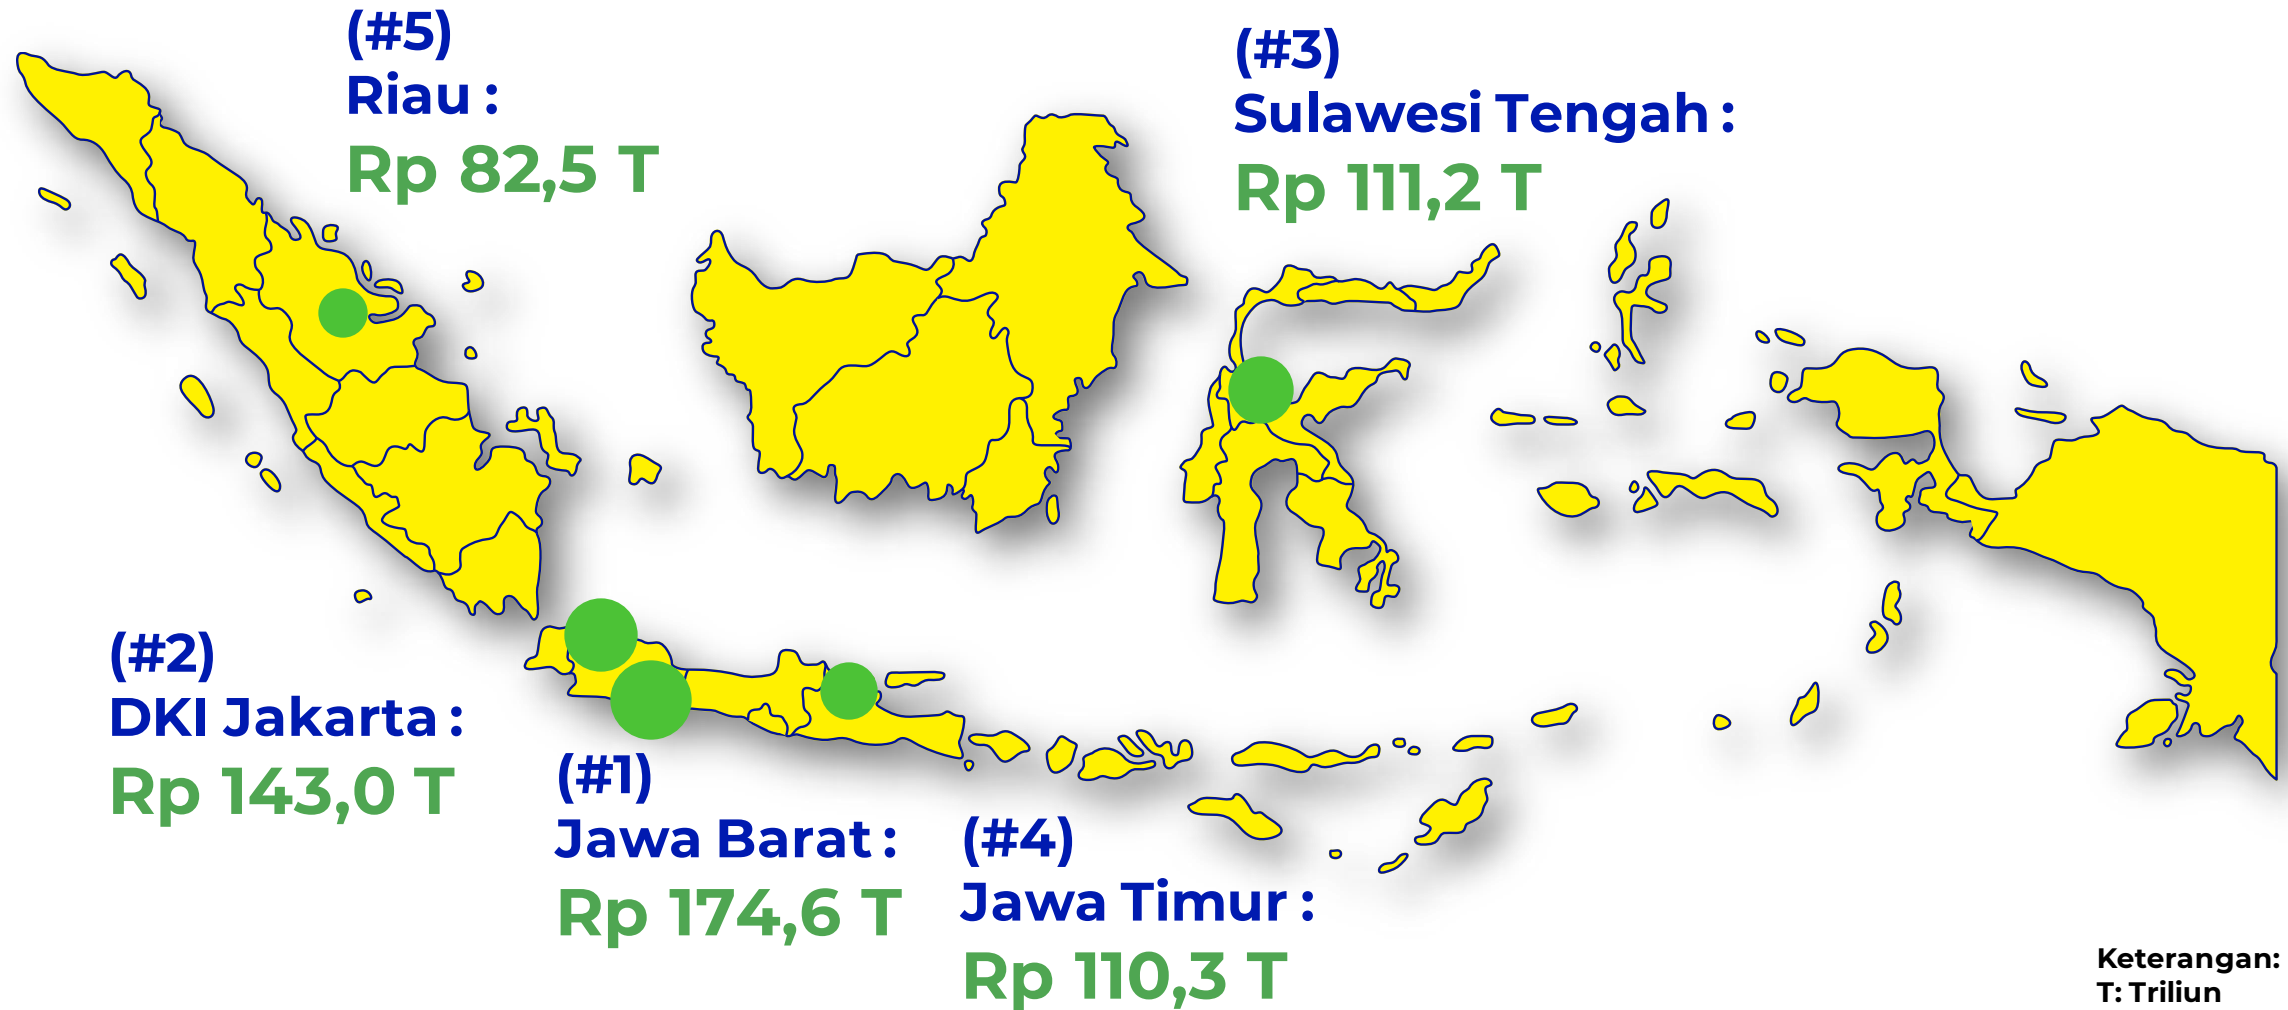 (#5)
Riau :
Rp 82,5 T
(#3)
Sulawesi Tengah :
Rp 111,2 T
(#2)
DKI Jakarta :
Rp 143,0 T
(#1)
Jawa Barat :
Rp 174,6 T
(#4)
Jawa Timur :
Rp 110,3 T
Keterangan:
T: Triliun